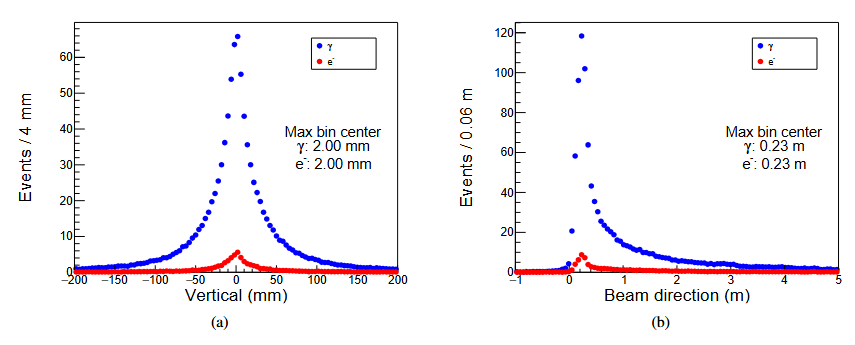 Events / 4 mm
60
50
40
30
20
10
0
−200
−150
−100
−50
0
50
100
150
200
Vertical (mm)
γ
e-
Max bin center
γ: 2.00 mm
e-: 2.00 mm
(a)
Events / 0.06 m
120
100
80
60
40
20
0
−1
0
1
2
3
4
5
Beam direction (m)
γ
e-
Max bin center
γ: 0.23 m
e-: 0.23 m
(b)